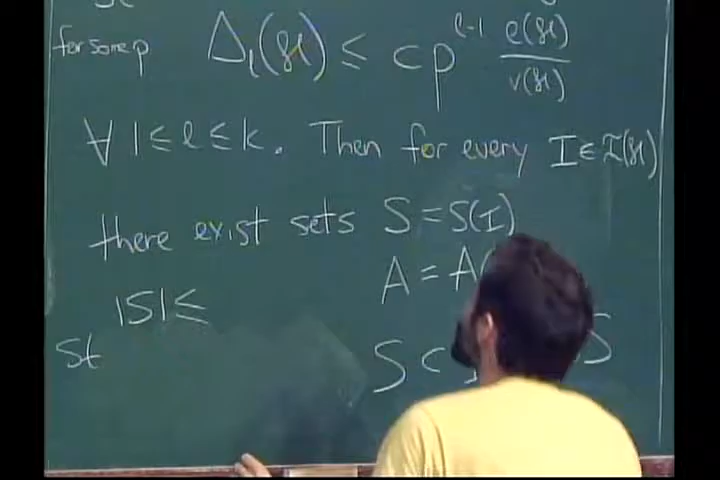 for some p Δ_ℓ(ℋ) ≤ c p^{ℓ-1} e(ℋ)/v(ℋ)
∀ 1 ≤ ℓ ≤ k. Then for every I ∈ ℐ(ℋ)
there exist sets S = S(I)
A = A(
|S| ≤
St
S ⊂
S